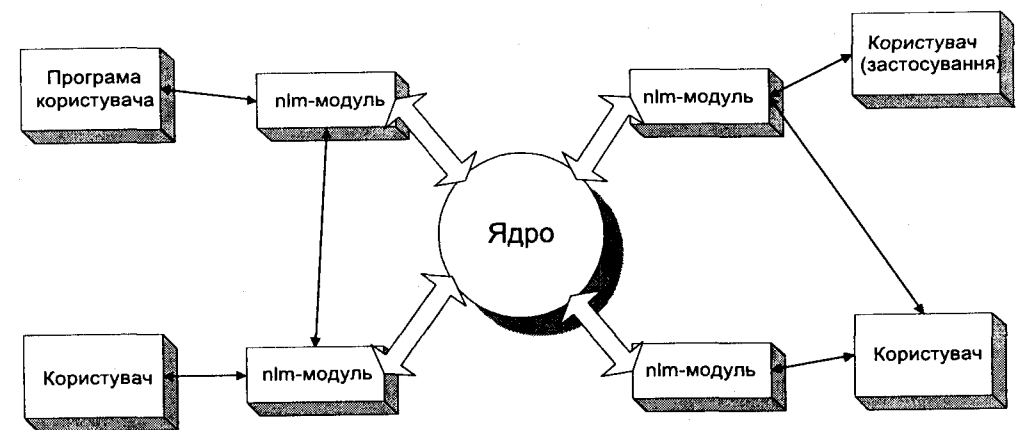 Програма
користувача
nlm-модуль
nlm-модуль
Користувач
(застосування)
Ядро
Користувач
nlm-модуль
nlm-модуль
Користувач